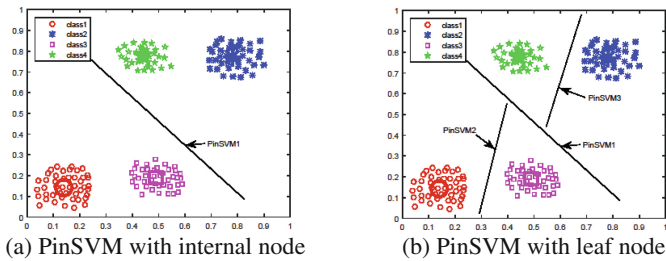 class1
class2
class3
class4
PinSVM1
1
0.9
0.8
0.7
0.6
0.5
0.4
0.3
0.2
0.1
0
0 0.1 0.2 0.3 0.4 0.5 0.6 0.7 0.8 0.9 1
(a) PinSVM with internal node
class1
class2
class3
class4
PinSVM3
PinSVM2
PinSVM1
1
0.9
0.8
0.7
0.6
0.5
0.4
0.3
0.2
0.1
0
0 0.1 0.2 0.3 0.4 0.5 0.6 0.7 0.8 0.9 1
(b) PinSVM with leaf node